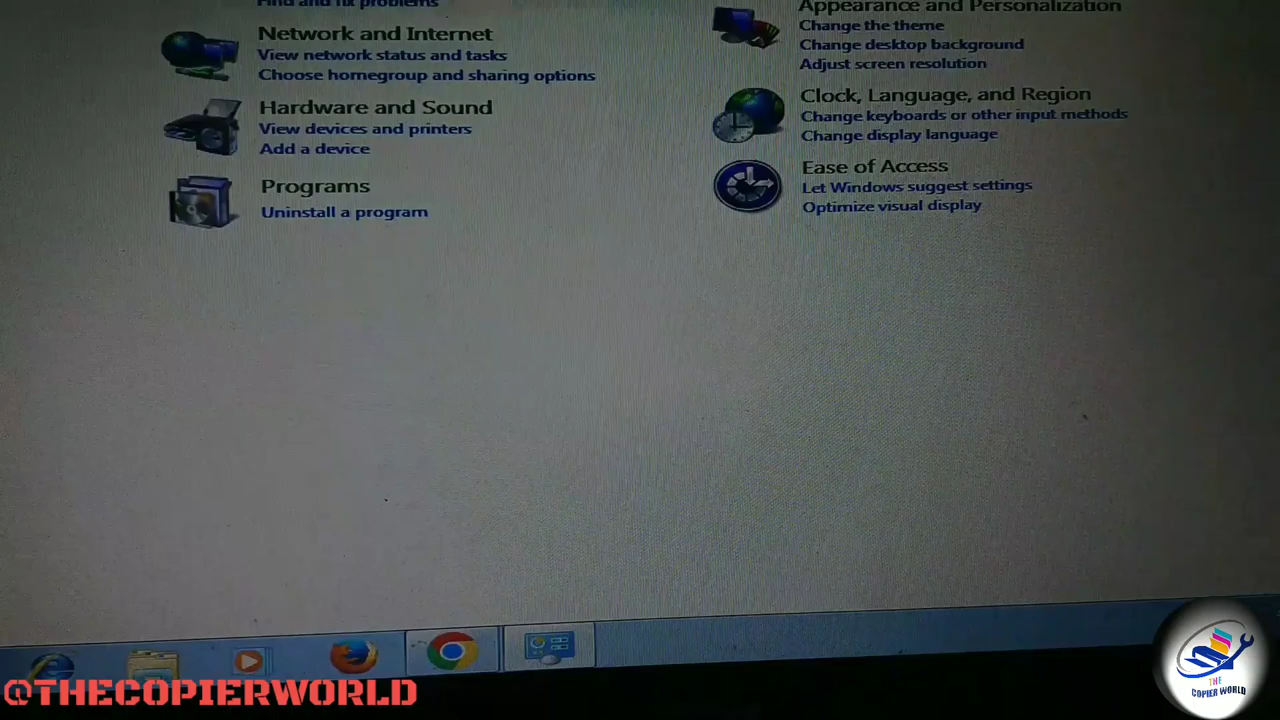 Find and fix problems
Network and Internet
View network status and tasks
Choose homegroup and sharing options
Hardware and Sound
View devices and printers
Add a device
Programs
Uninstall a program
Appearance and Personalization
Change the theme
Change desktop background
Adjust screen resolution
Clock, Language, and Region
Change keyboards or other input methods
Change display language
Ease of Access
Let Windows suggest settings
Optimize visual display
@THECOPIERWORLD
THE
COPIER WORLD